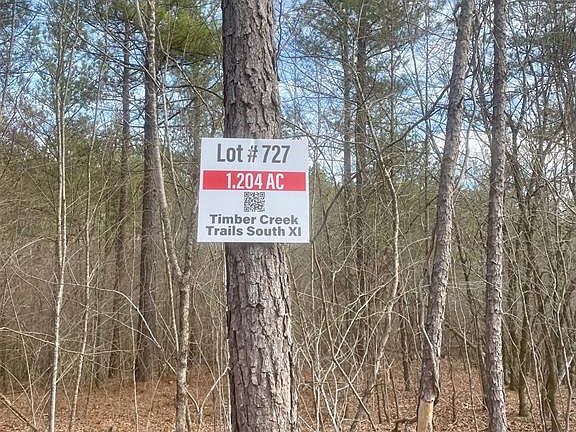 Lot # 727
1.204 AC
Timber Creek
Trails South XI